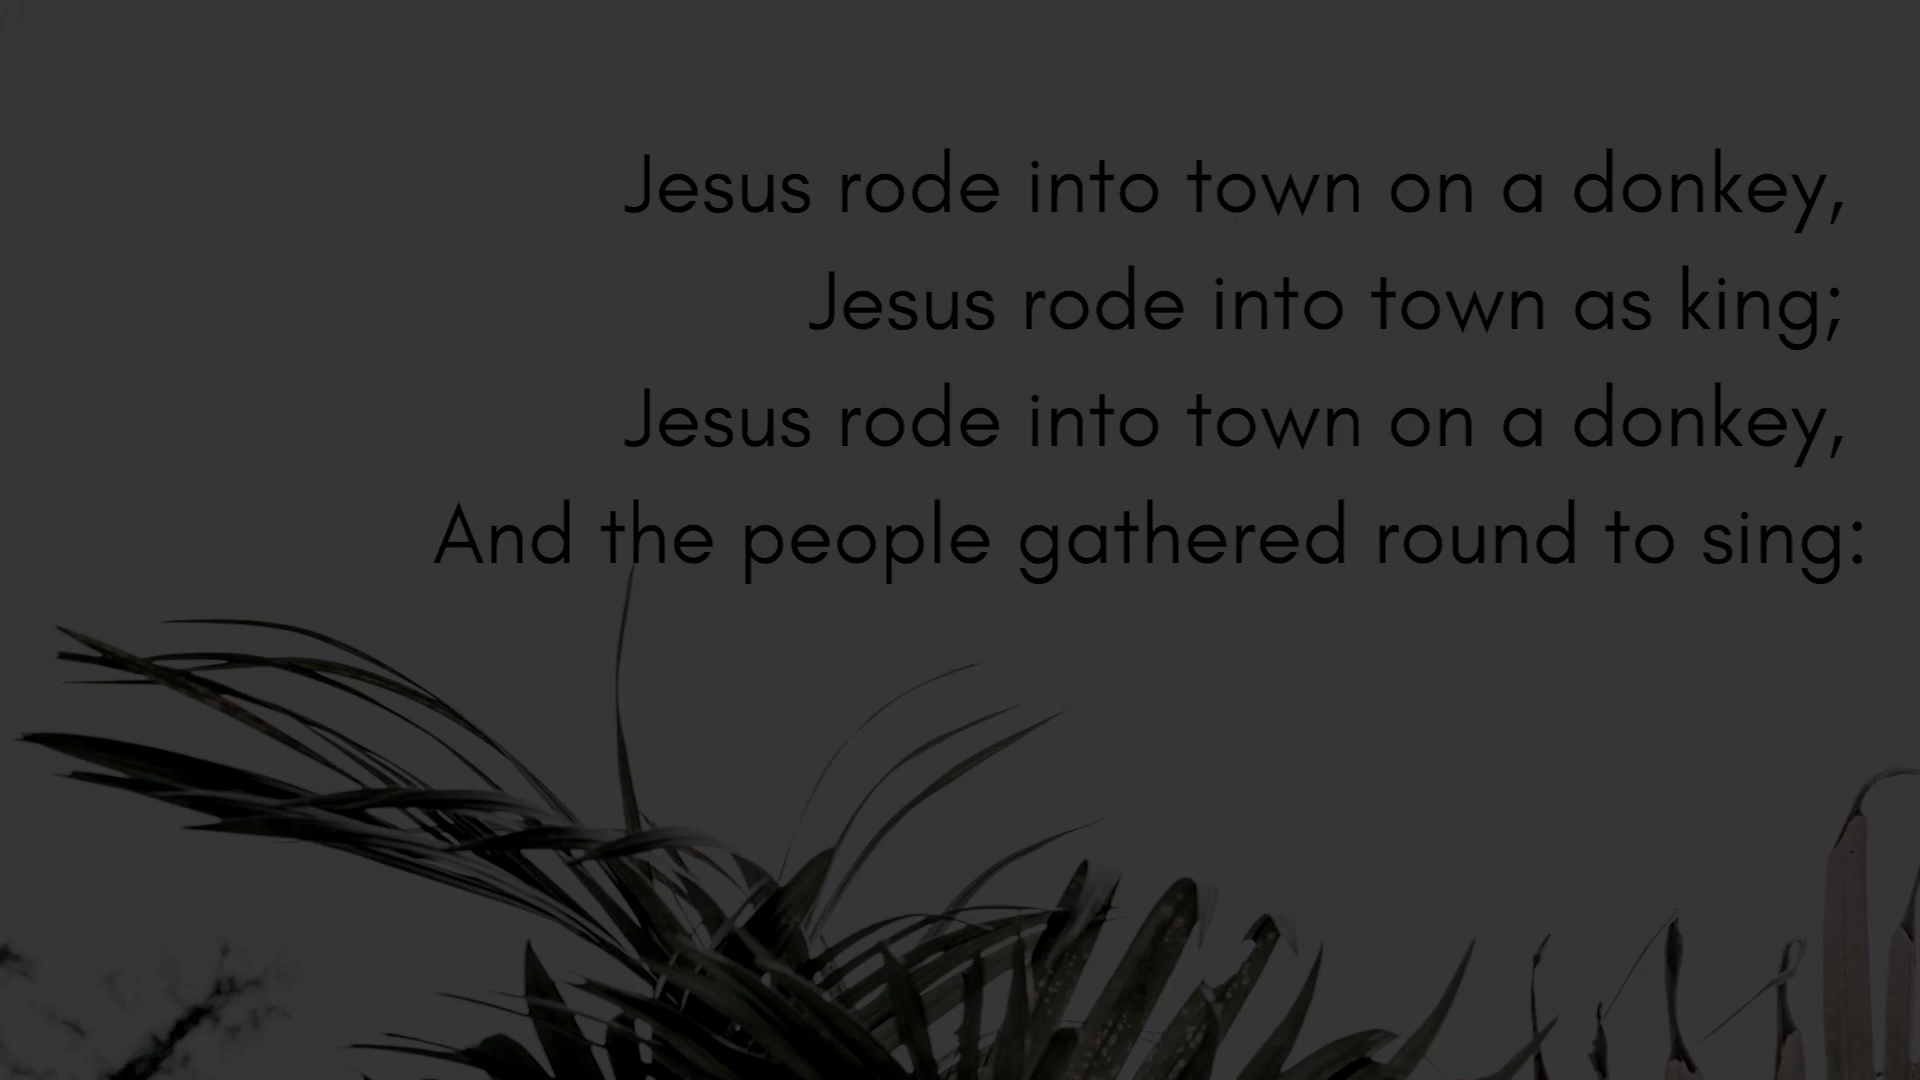 Jesus rode into town on a donkey,
Jesus rode into town as king;
Jesus rode into town on a donkey,
And the people gathered round to sing: